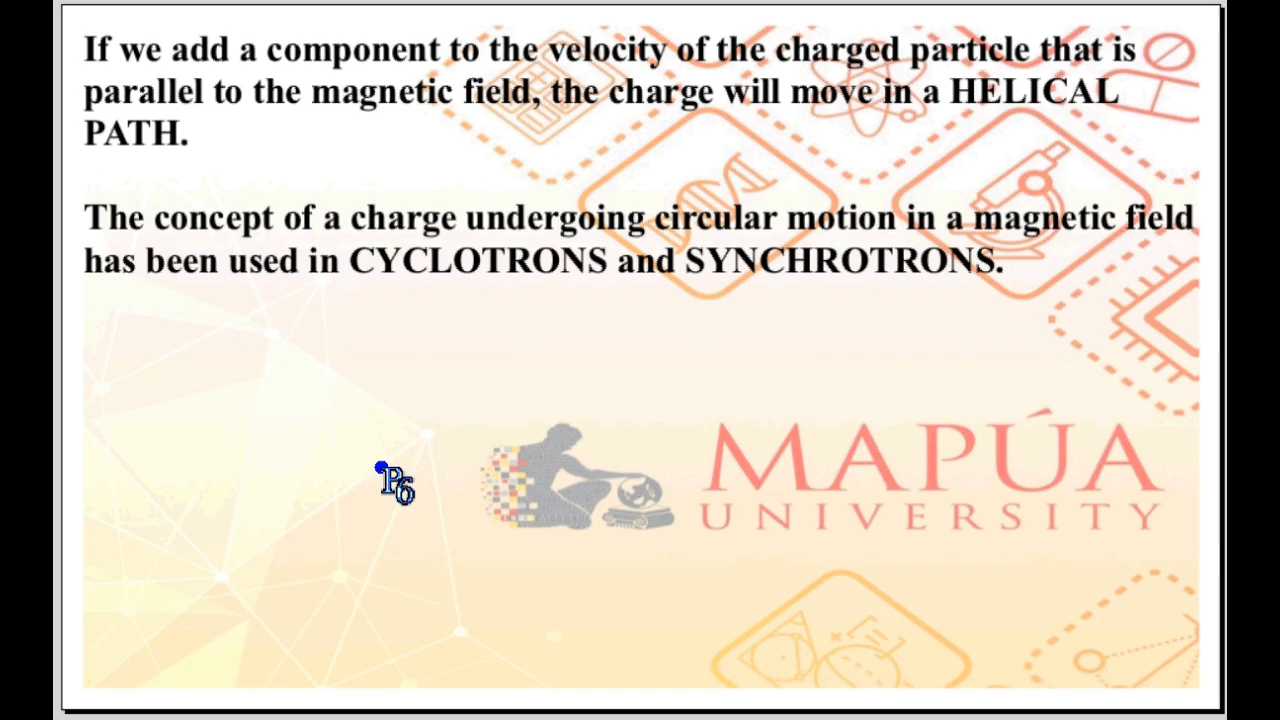 If we add a component to the velocity of the charged particle that is
parallel to the magnetic field, the charge will move in a HELICAL
PATH.
The concept of a charge undergoing circular motion in a magnetic field
has been used in CYCLOTRONS and SYNCHROTRONS.
P6
MAPÚA
UNIVERSITY